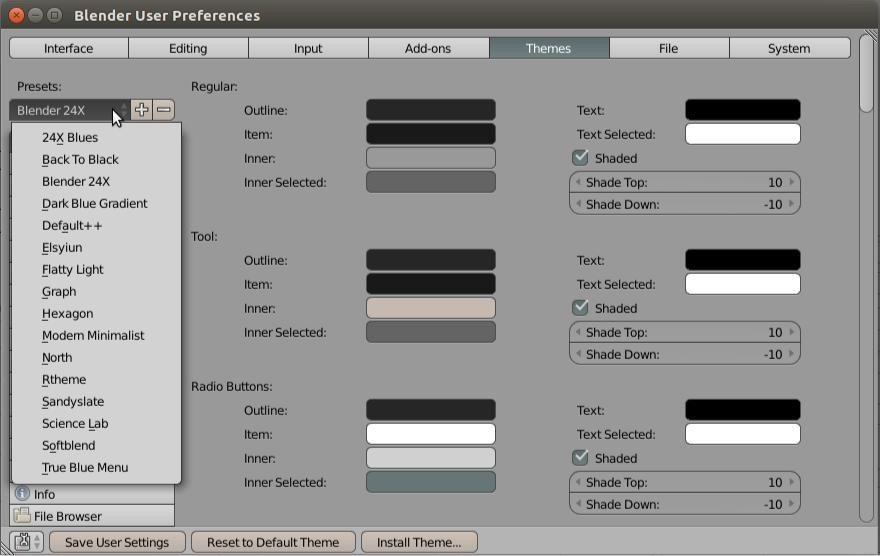 Blender User Preferences
Interface Editing Input Add-ons Themes File System
Presets:
Blender 24X
24X Blues
Back To Black
Blender 24X
Dark Blue Gradient
Default++
Elsyiun
Flatty Light
Graph
Hexagon
Modern Minimalist
North
Rtheme
Sandyslate
Science Lab
Softblend
True Blue Menu
Info
File Browser
Regular:
Outline: Text:
Item: Text Selected:
Inner: Shaded
Inner Selected: Shade Top: 10
Shade Down: -10
Tool:
Outline: Text:
Item: Text Selected:
Inner: Shaded
Inner Selected: Shade Top: 10
Shade Down: -10
Radio Buttons:
Outline: Text:
Item: Text Selected:
Inner: Shaded
Inner Selected: Shade Top: 10
Shade Down: -10
Save User Settings Reset to Default Theme Install Theme...